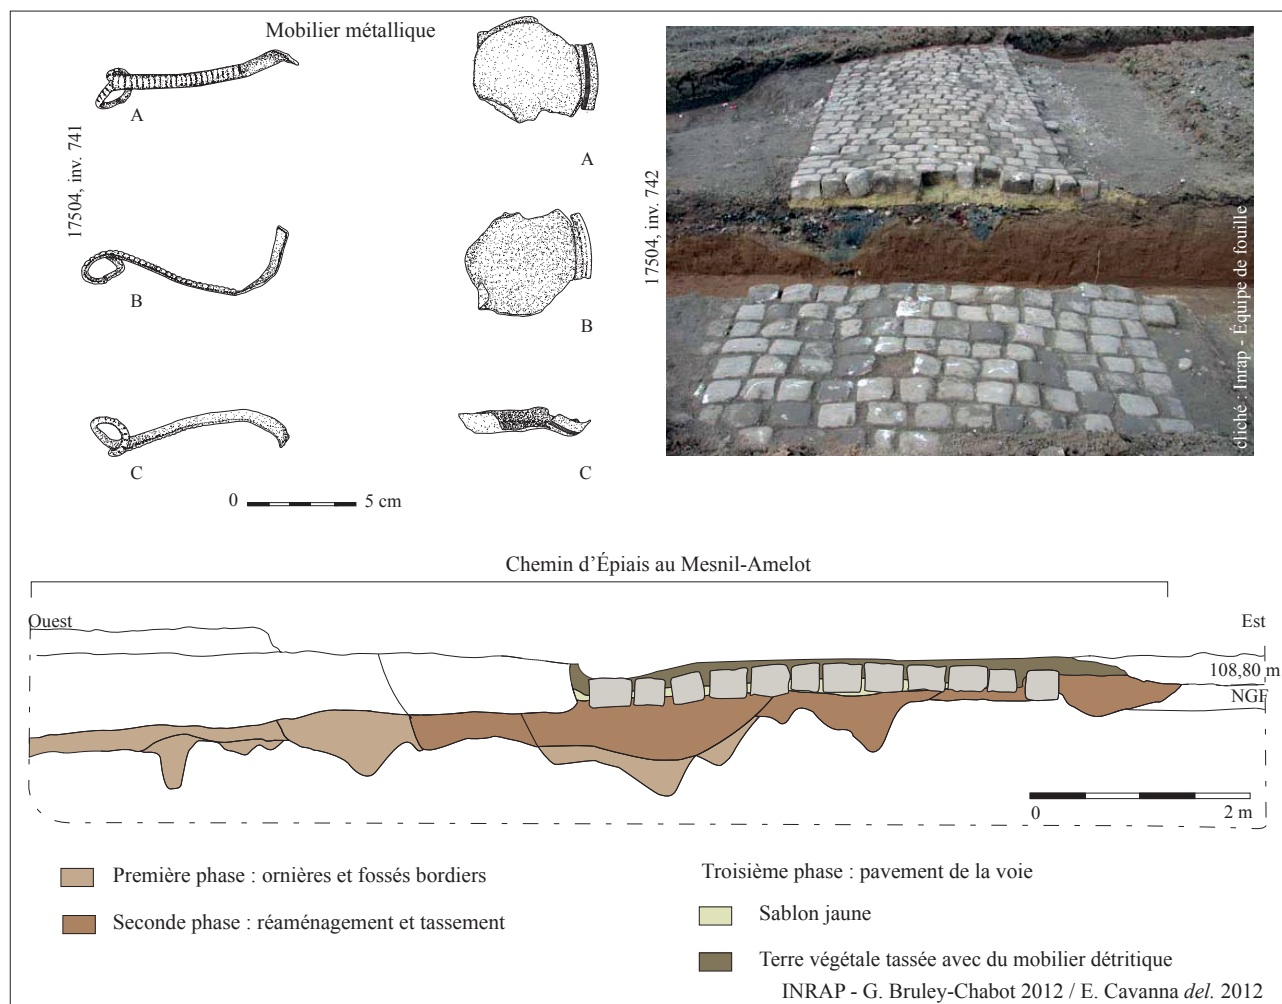 Mobilier métallique
17504, inv. 741
A
B
C
0
5 cm
17504, inv. 742
A
B
C
cliché : Inrap - Équipe de fouille
Chemin d’Épiais au Mesnil-Amelot
Ouest
Est
108,80 m
NGF
0
2 m
Première phase : ornières et fossés bordiers
Seconde phase : réaménagement et tassement
Troisième phase : pavement de la voie
Sablon jaune
Terre végétale tassée avec du mobilier détritique
INRAP - G. Bruley-Chabot 2012 / E. Cavanna del. 2012